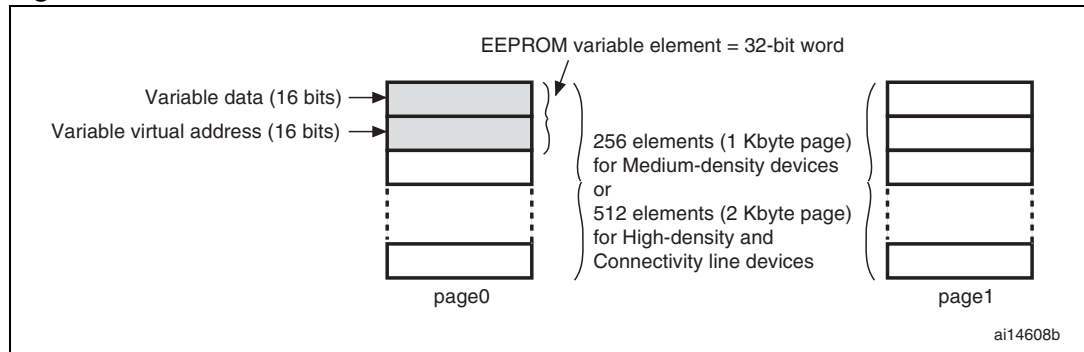 EEPROM variable element = 32-bit word
Variable data (16 bits)
Variable virtual address (16 bits)
256 elements (1 Kbyte page)
for Medium-density devices
or
512 elements (2 Kbyte page)
for High-density and
Connectivity line devices
page0
page1
ai14608b